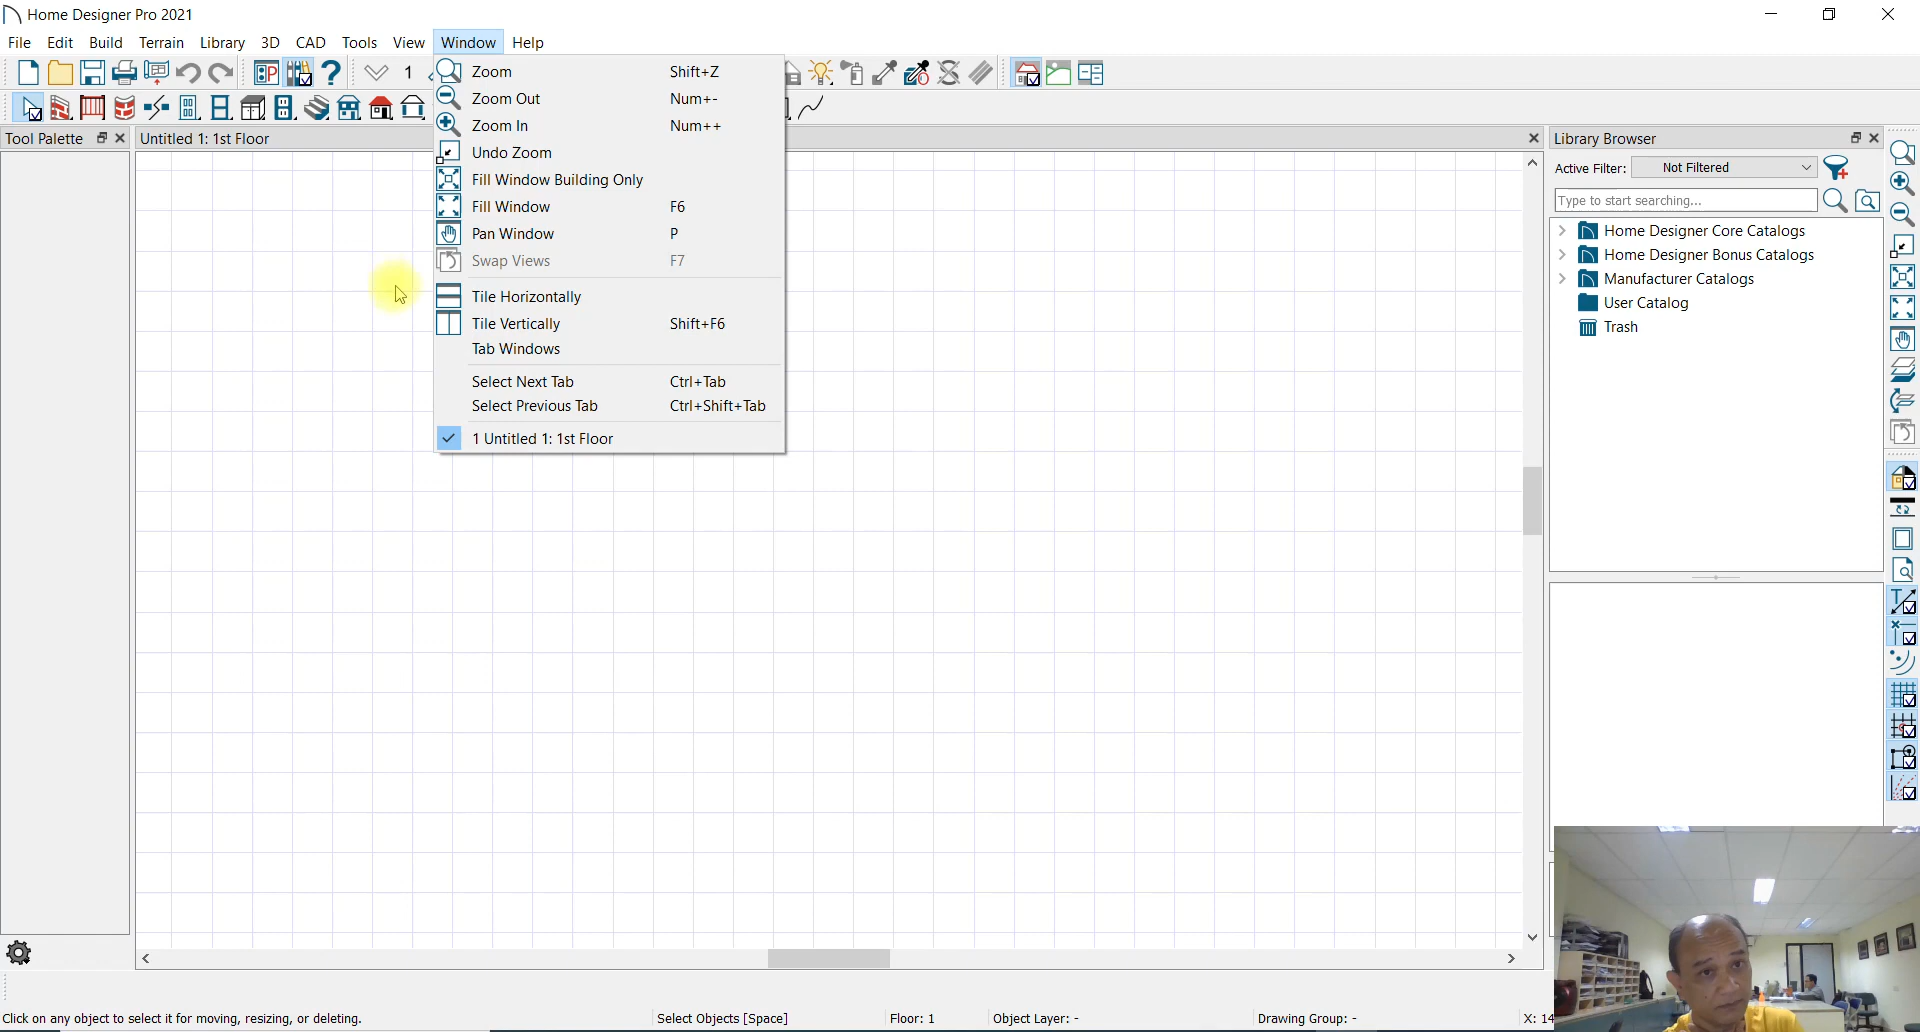 Home Designer Pro 2021
File Edit Build Terrain Library 3D CAD Tools View Window Help
1
Zoom Shift+Z
Zoom Out Num+-
Zoom In Num++
Undo Zoom
Fill Window Building Only
Fill Window F6
Pan Window P
Swap Views F7
Tile Horizontally
Tile Vertically Shift+F6
Tab Windows
Select Next Tab Ctrl+Tab
Select Previous Tab Ctrl+Shift+Tab
1 Untitled 1: 1st Floor
Tool Palette
Untitled 1: 1st Floor
Library Browser
Active Filter: Not Filtered
Type to start searching...
Home Designer Core Catalogs
Home Designer Bonus Catalogs
Manufacturer Catalogs
User Catalog
Trash
Click on any object to select it for moving, resizing, or deleting. Select Objects [Space] Floor: 1 Object Layer: - Drawing Group: - X: 14